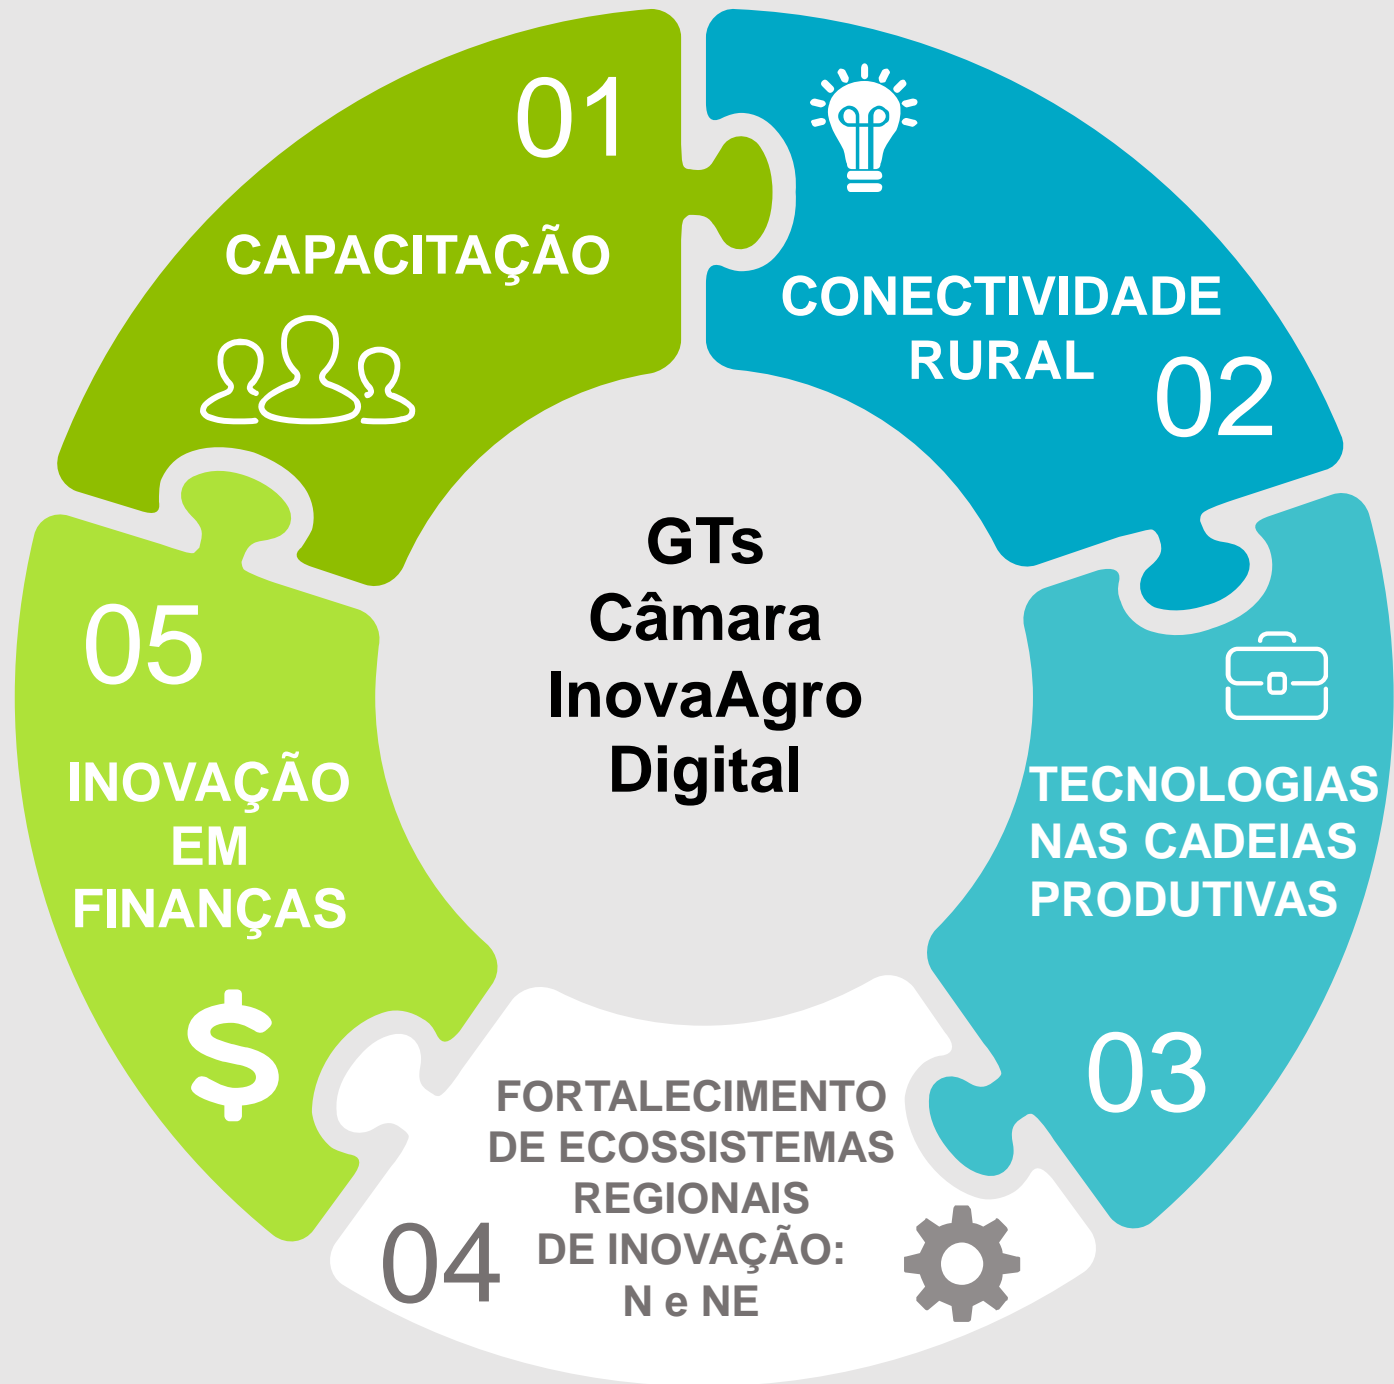 01
CAPACITAÇÃO
CONECTIVIDADE
RURAL
02
TECNOLOGIAS
NAS CADEIAS
PRODUTIVAS
03
FORTALECIMENTO
DE ECOSSISTEMAS
REGIONAIS
DE INOVAÇÃO:
N e NE
04
05
INOVAÇÃO
EM
FINANÇAS
$
GTs
Câmara
InovaAgro
Digital